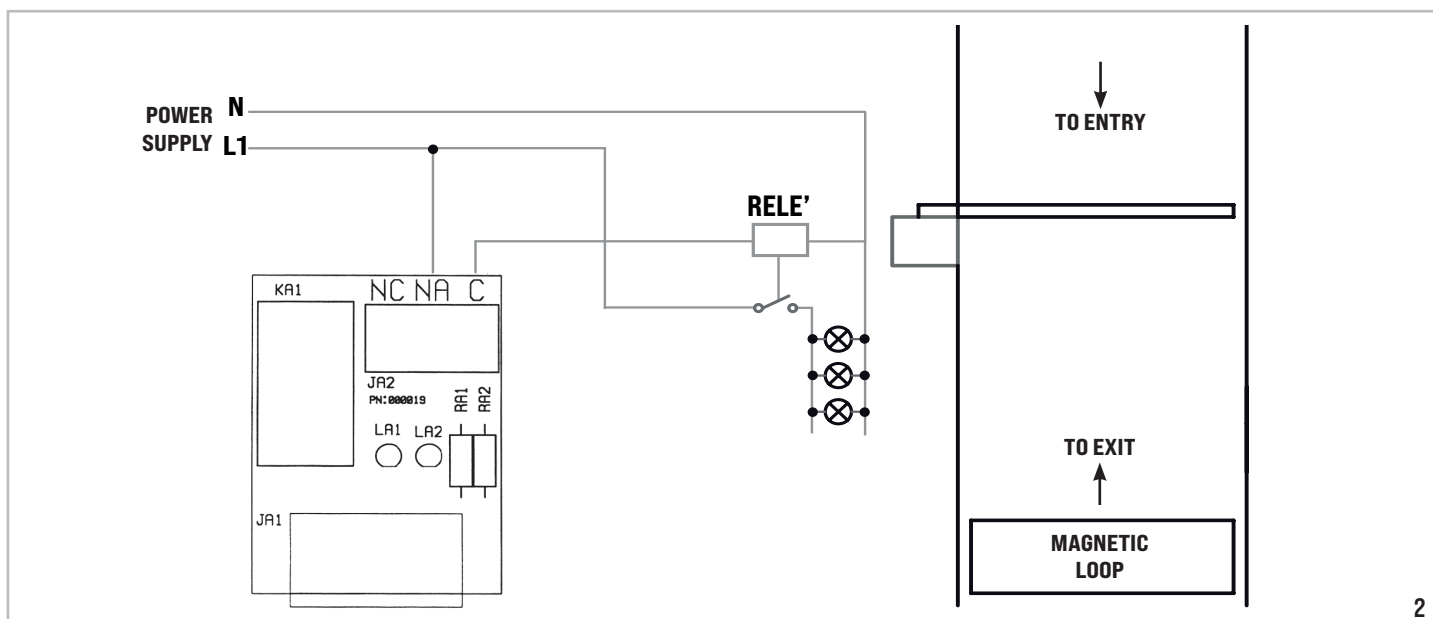 POWER
SUPPLY
N
L1
RELE’
KA1
NC NA C
JA2
PN:000019
RA1
RA2
LA1
LA2
JA1
TO ENTRY
TO EXIT
MAGNETIC
LOOP
2